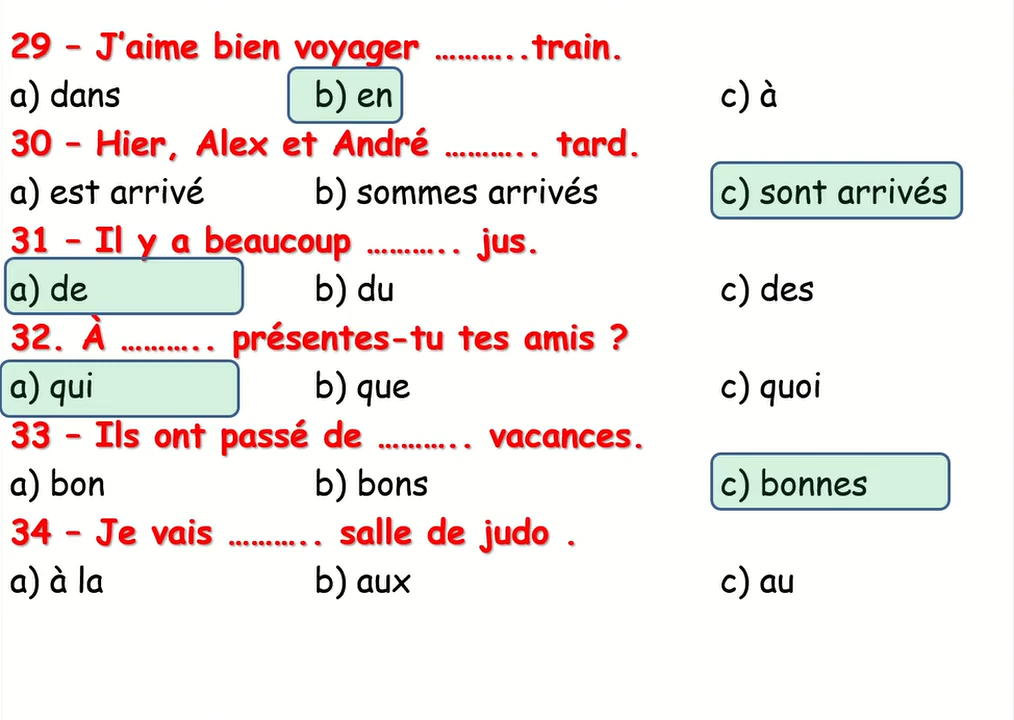 29 – J'aime bien voyager ………..train.
a) dans b) en c) à
30 – Hier, Alex et André ……….. tard.
a) est arrivé b) sommes arrivés c) sont arrivés
31 – Il y a beaucoup ……….. jus.
a) de b) du c) des
32. À ……….. présentes-tu tes amis ?
a) qui b) que c) quoi
33 – Ils ont passé de ……….. vacances.
a) bon b) bons c) bonnes
34 – Je vais ……….. salle de judo .
a) à la b) aux c) au